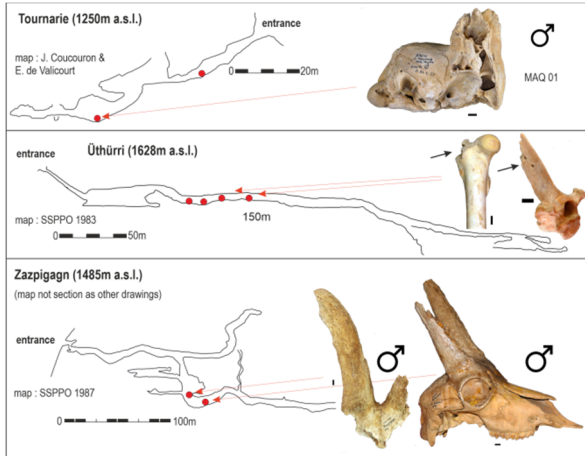 Tournarie (1250m a.s.l.)
entrance
map : J. Coucouron &
E. de Valicourt
0 20m
♂
MAQ 01
Üthürri (1628m a.s.l.)
entrance
150m
map : SSPPO 1983
0 50m
Zazpigagn (1485m a.s.l.)
(map not section as other drawings)
entrance
♂ ♂
map : SSPPO 1987
0 100m